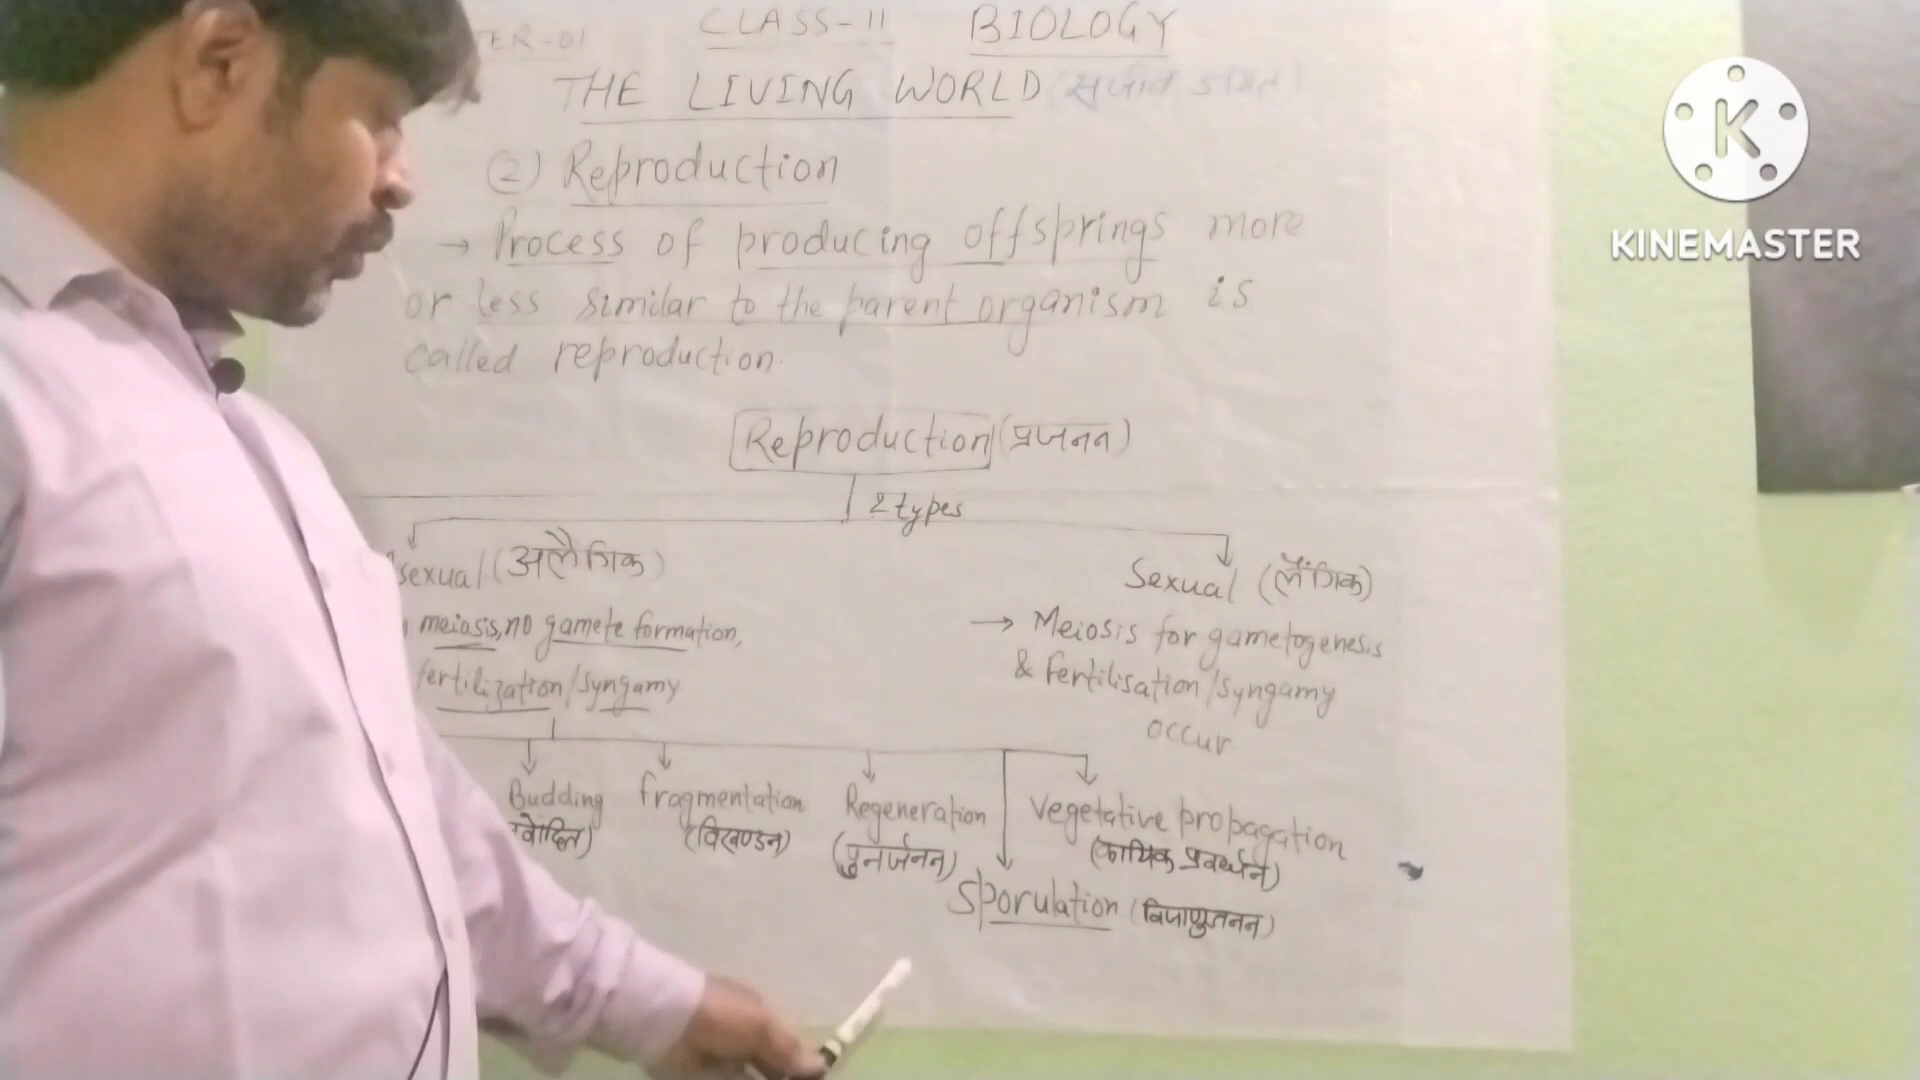 TER-01 CLASS-11 BIOLOGY
THE LIVING WORLD
② Reproduction
→ Process of producing offsprings more
or less similar to the parent organism is
called reproduction.
Reproduction (प्रजनन)
2 types
sexual (अलैगिक) Sexual (लैंगिक)
meiosis, no gamete formation, → Meiosis for gametogenesis
fertilization/syngamy & fertilisation/syngamy
occur
Budding fragmentation Regeneration Vegetative propagation
(विखण्डन) (पुनर्जनन) (कायिक प्रवर्धन)
Sporulation (विजाणुजनन)
KINEMASTER